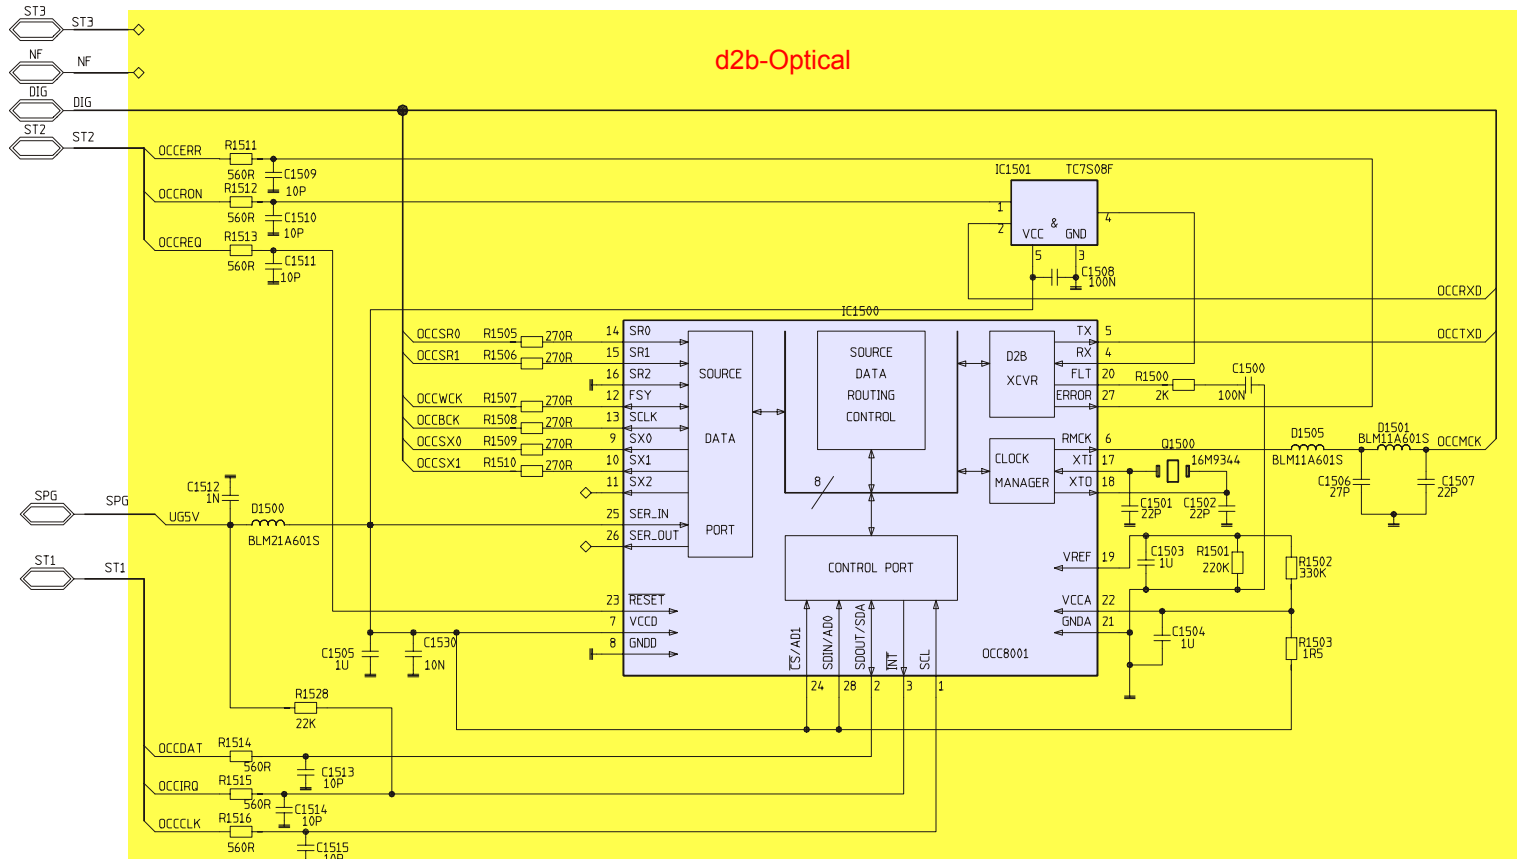 ST3
ST3
d2b-Optical
NF
NF
DIG
DIG
ST2
ST2
OCCERR
R1511
560R
C1509
10P
OCCRON
R1512
560R
C1510
10P
OCCREQ
R1513
560R
C1511
10P
IC1501
TC7S08F
1
2
&
4
VCC
GND
5
3
C1508
100N
OCCRXD
OCCTXD
IC1500
OCCSR0
R1505
270R
14
SR0
OCCSR1
R1506
270R
15
SR1
16
SR2
OCCWCK
R1507
270R
12
FSY
OCCBCK
R1508
270R
13
SCLK
OCCSX0
R1509
270R
9
SX0
OCCSX1
R1510
270R
10
SX1
11
SX2
25
SER_IN
26
SER_OUT
SOURCE
DATA
PORT
SOURCE
DATA
ROUTING
CONTROL
8
D2B
XCVR
CLOCK
MANAGER
CONTROL PORT
TX
5
RX
4
FLT
20
ERROR
27
R1500
2K
C1500
100N
RMCK
6
XTI
17
XTO
18
Q1500
16M9344
D1505
BLM11A601S
D1501
BLM11A601S
OCCMCK
C1506
27P
C1507
22P
C1501
22P
C1502
22P
VREF
19
C1503
1U
R1501
220K
R1502
330K
VCCA
22
GNDA
21
C1504
1U
R1503
1R5
OCC8001
SPG
SPG
C1512
1N
UG5V
D1500
BLM21A601S
ST1
ST1
23
RESET
7
VCCD
8
GNDD
C1505
1U
C1530
10N
CS/AD1
SDIN/AD0
SDOUT/SDA
INT
SCL
24
28
2
3
1
R1528
22K
OCCDAT
R1514
560R
C1513
10P
OCCIRQ
R1515
560R
C1514
10P
OCCCLK
R1516
560R
C1515
10P